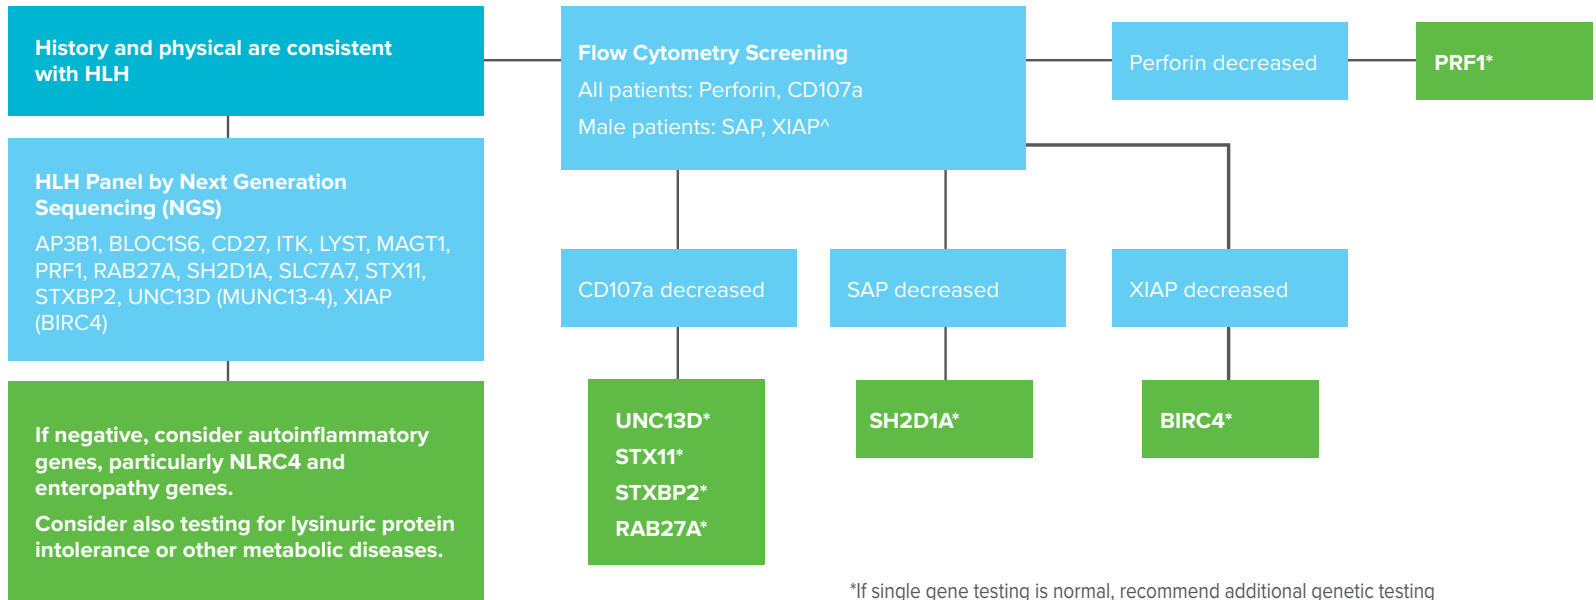 History and physical are consistent
with HLH
HLH Panel by Next Generation
Sequencing (NGS)
AP3B1, BLOC1S6, CD27, ITK, LYST, MAGT1,
PRF1, RAB27A, SH2D1A, SLC7A7, STX11,
STXBP2, UNC13D (MUNC13-4), XIAP
(BIRC4)
If negative, consider autoinflammatory
genes, particularly NLRC4 and
enteropathy genes.
Consider also testing for lysinuric protein
intolerance or other metabolic diseases.
Flow Cytometry Screening
All patients: Perforin, CD107a
Male patients: SAP, XIAP^
Perforin decreased
PRF1*
CD107a decreased
SAP decreased
XIAP decreased
UNC13D*
STX11*
STXBP2*
RAB27A*
SH2D1A*
BIRC4*
*If single gene testing is normal, recommend additional genetic testing